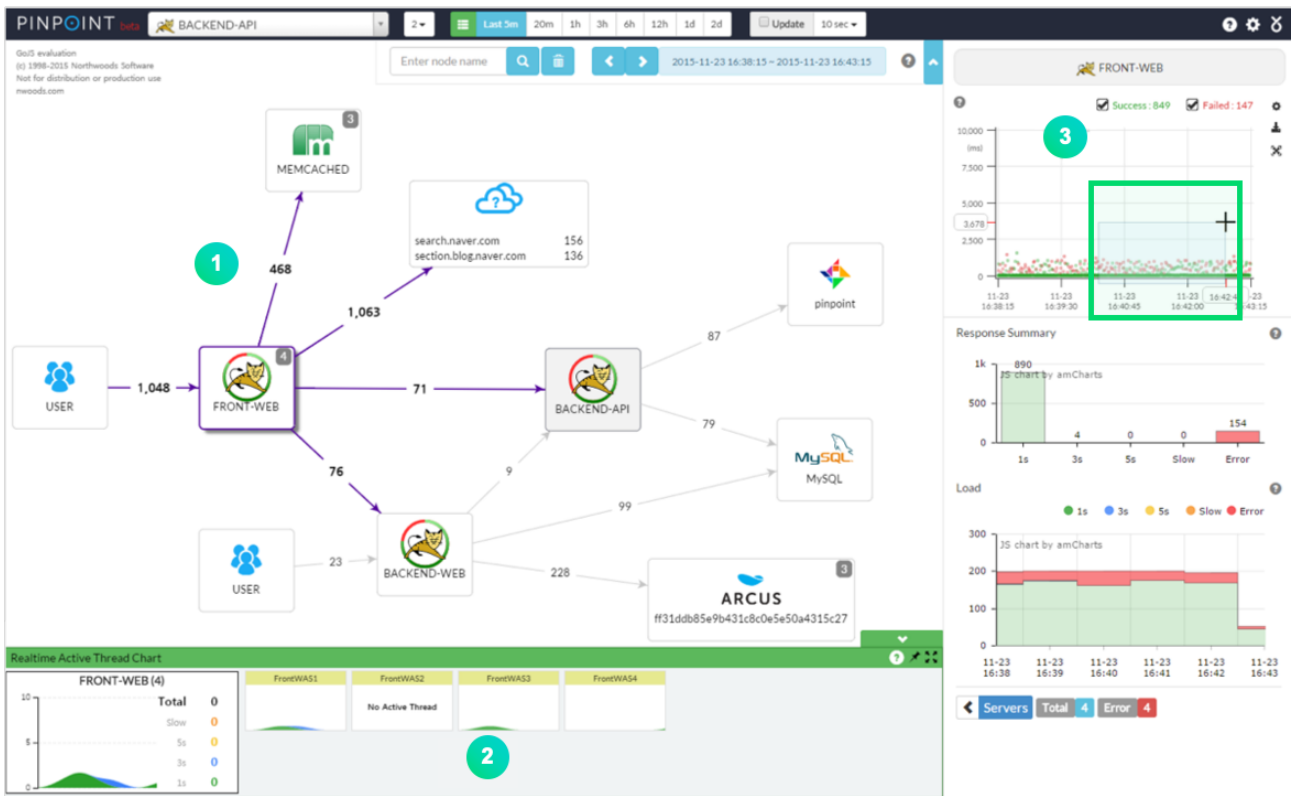 PINPOINT beta BACKEND-API 2 Last 5m 20m 1h 3h 6h 12h 1d 2d Update 10 sec
GoJS evaluation
(c) 1998-2015 Northwoods Software
Not for distribution or production use
nwoods.com
Enter node name 2015-11-23 16:38:15 ~ 2015-11-23 16:43:15 ?
3
MEMCACHED
1
468
?
search.naver.com 156
section.blog.naver.com 136
1,063
pinpoint
87
USER
1,048
4
FRONT-WEB
71
BACKEND-API
79
MySQL
MySQL
76
9
99
USER
23
BACKEND-WEB
228
3
ARCUS
ff31ddb85e9b431c8c0e5e50a4315c27
Realtime Active Thread Chart ?
FRONT-WEB (4)
10
5
0
Total 0
Slow 0
5s 0
3s 0
1s 0
FrontWAS1
FrontWAS2
No Active Thread
FrontWAS3
FrontWAS4
2
?
FRONT-WEB
? Success : 849 Failed : 147
3
10,000
(ms)
7,500
5,000
3,678
2,500
0
11-23 11-23 11-23 11-23 16:42:4 -23
16:38:15 16:39:30 16:40:45 16:42:00 16:43:15
Response Summary ?
1k
500
0
JS chart by amCharts
890 4 0 0 154
1s 3s 5s Slow Error
Load ?
1s 3s 5s Slow Error
300
200
100
0
JS chart by amCharts
11-23 11-23 11-23 11-23 11-23 11-23
16:38 16:39 16:40 16:41 16:42 16:43
Servers Total 4 Error 4